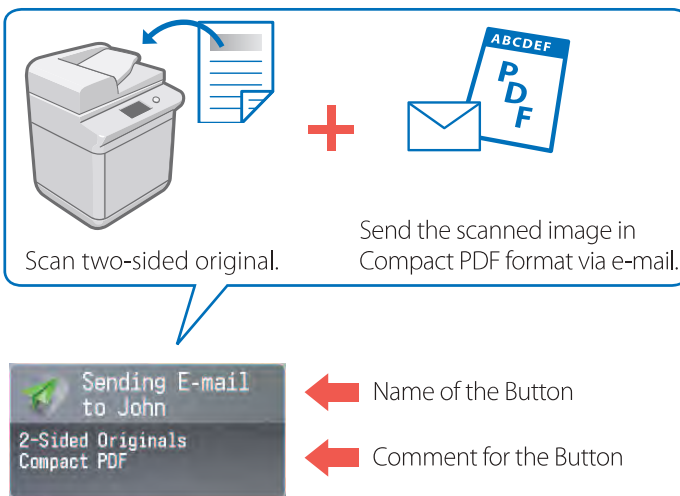 ABCDEF
PDF
Scan two-sided original.
Send the scanned image in
Compact PDF format via e-mail.
Sending E-mail
to John
2-Sided Originals
Compact PDF
Name of the Button
Comment for the Button